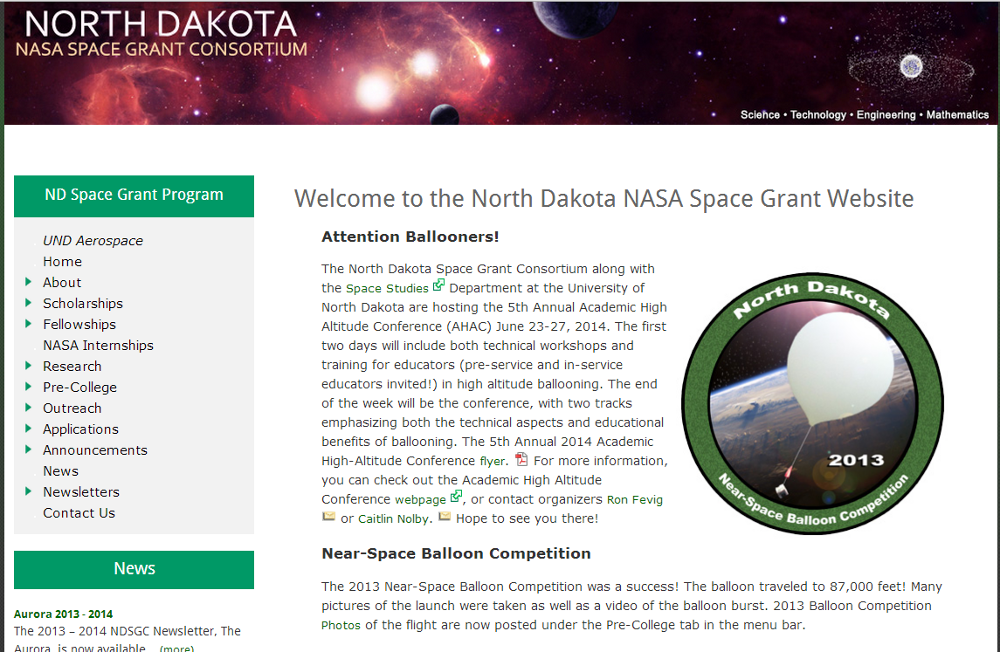 NORTH DAKOTA
NASA SPACE GRANT CONSORTIUM
Science • Technology • Engineering • Mathematics
ND Space Grant Program
UND Aerospace
Home
About
Scholarships
Fellowships
NASA Internships
Research
Pre-College
Outreach
Applications
Announcements
News
Newsletters
Contact Us
News
Aurora 2013 - 2014
The 2013 – 2014 NDSGC Newsletter, The
Aurora, is now available... (more)
Welcome to the North Dakota NASA Space Grant Website
Attention Ballooners!
The North Dakota Space Grant Consortium along with
the Space Studies Department at the University of
North Dakota are hosting the 5th Annual Academic High
Altitude Conference (AHAC) June 23-27, 2014. The first
two days will include both technical workshops and
training for educators (pre-service and in-service
educators invited!) in high altitude ballooning. The end
of the week will be the conference, with two tracks
emphasizing both the technical aspects and educational
benefits of ballooning. The 5th Annual 2014 Academic
High-Altitude Conference flyer. For more information,
you can check out the Academic High Altitude
Conference webpage, or contact organizers Ron Fevig
or Caitlin Nolby. Hope to see you there!
North Dakota
2013
Near-Space Balloon Competition
Near-Space Balloon Competition
The 2013 Near-Space Balloon Competition was a success! The balloon traveled to 87,000 feet! Many
pictures of the launch were taken as well as a video of the balloon burst. 2013 Balloon Competition
Photos of the flight are now posted under the Pre-College tab in the menu bar.